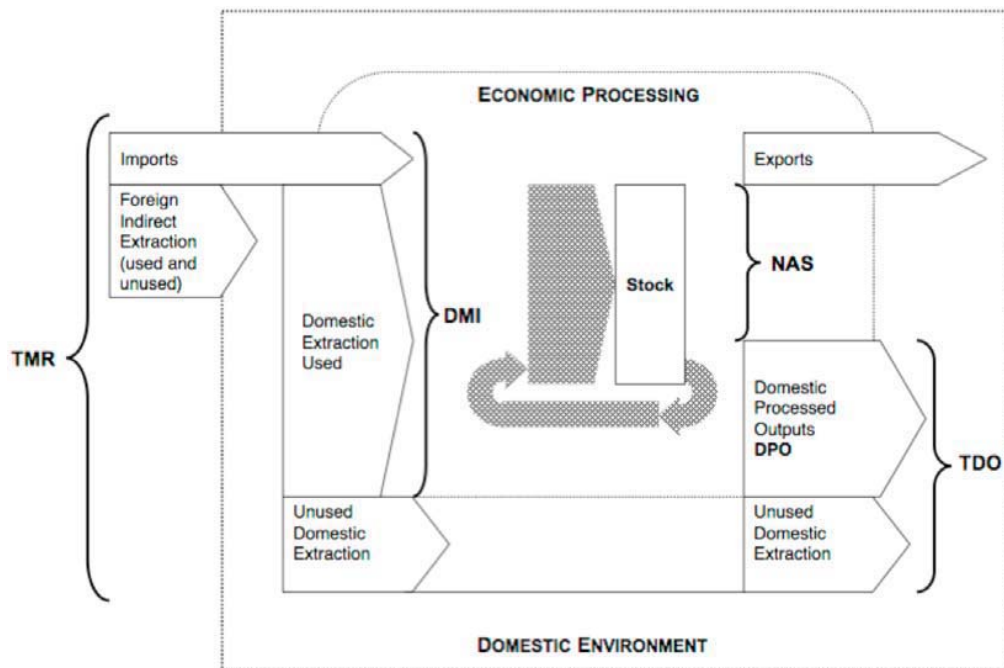 ECONOMIC PROCESSING
Imports
Exports
Foreign
Indirect
Extraction
(used and
unused)
NAS
Stock
Domestic
Extraction
Used
DMI
TMR
Domestic
Processed
Outputs
DPO
TDO
Unused
Domestic
Extraction
Unused
Domestic
Extraction
DOMESTIC ENVIRONMENT